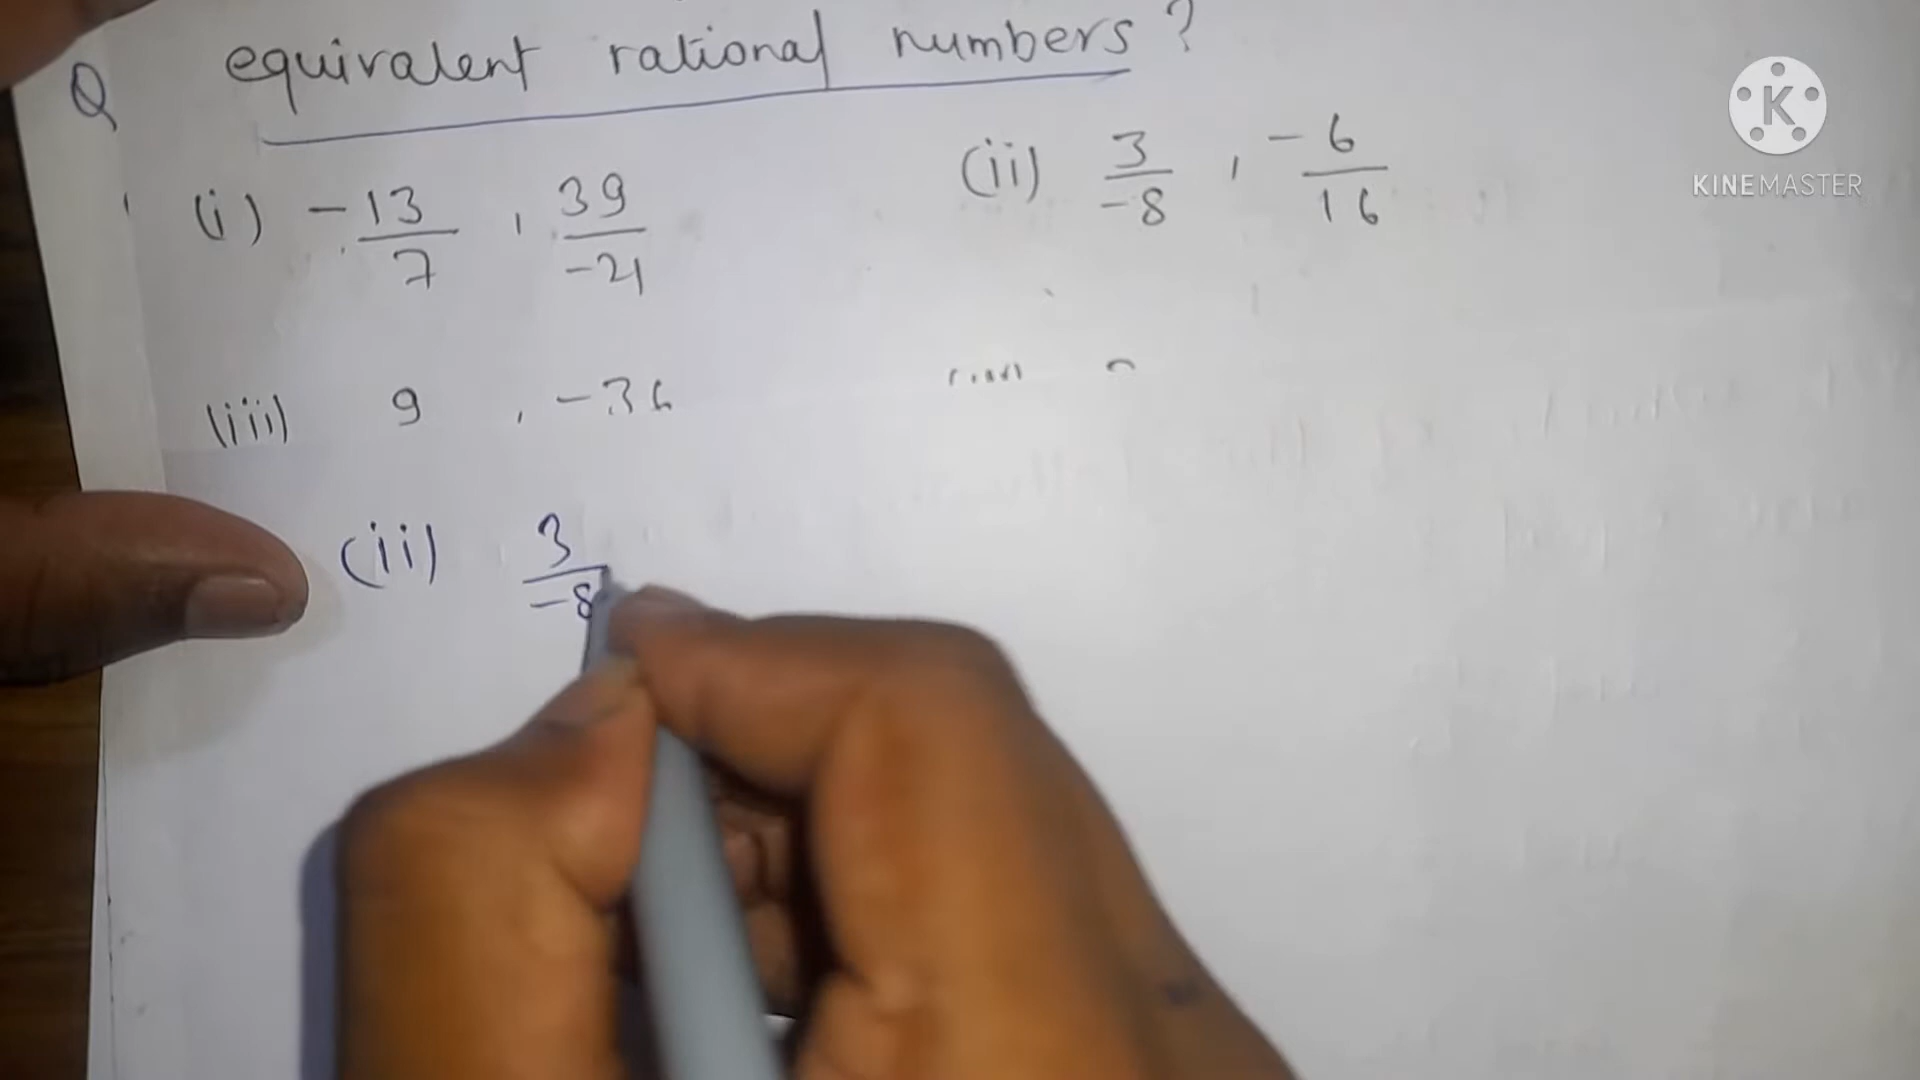 equivalent rational numbers?
Q
(i) -13/7 , 39/-21
(ii) 3/-8 , -6/16
(iii) 9 , -36
(ii) 3/-8
KINEMASTER